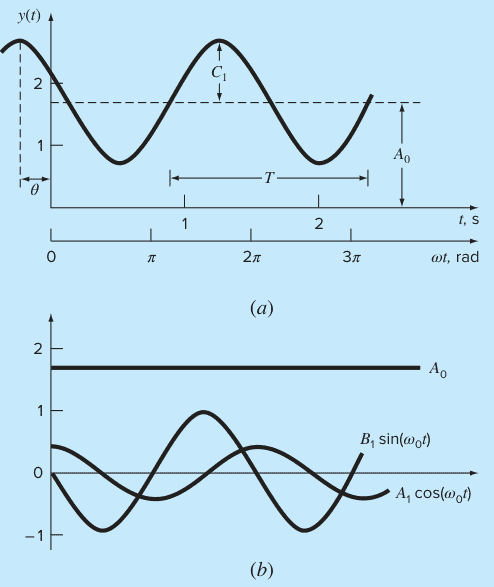 y(t)
2
C₁
1
A₀
T
θ
t, s
1 2
0 π 2π 3π ωt, rad
(a)
2
A₀
1
B₁ sin(ω₀t)
0
A₁ cos(ω₀t)
–1
(b)